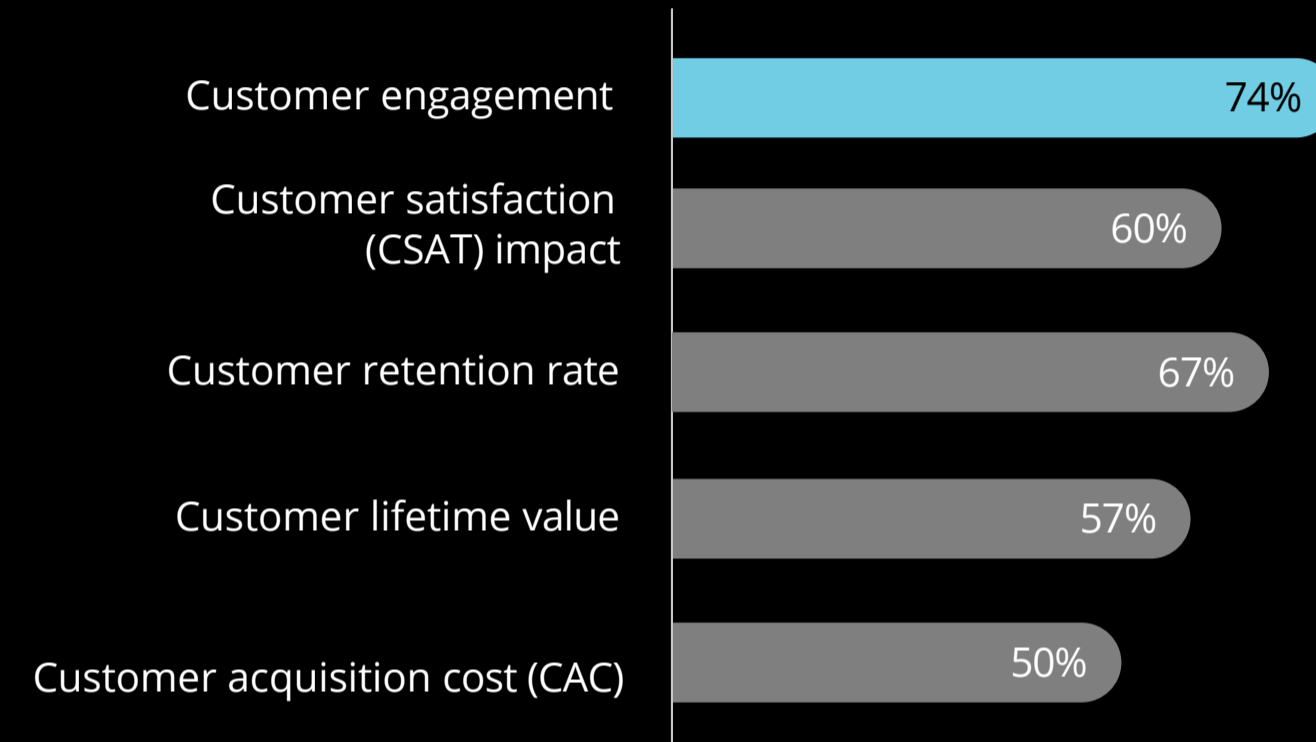 Customer engagement
74%
Customer satisfaction
(CSAT) impact
60%
Customer retention rate
67%
Customer lifetime value
57%
Customer acquisition cost (CAC)
50%